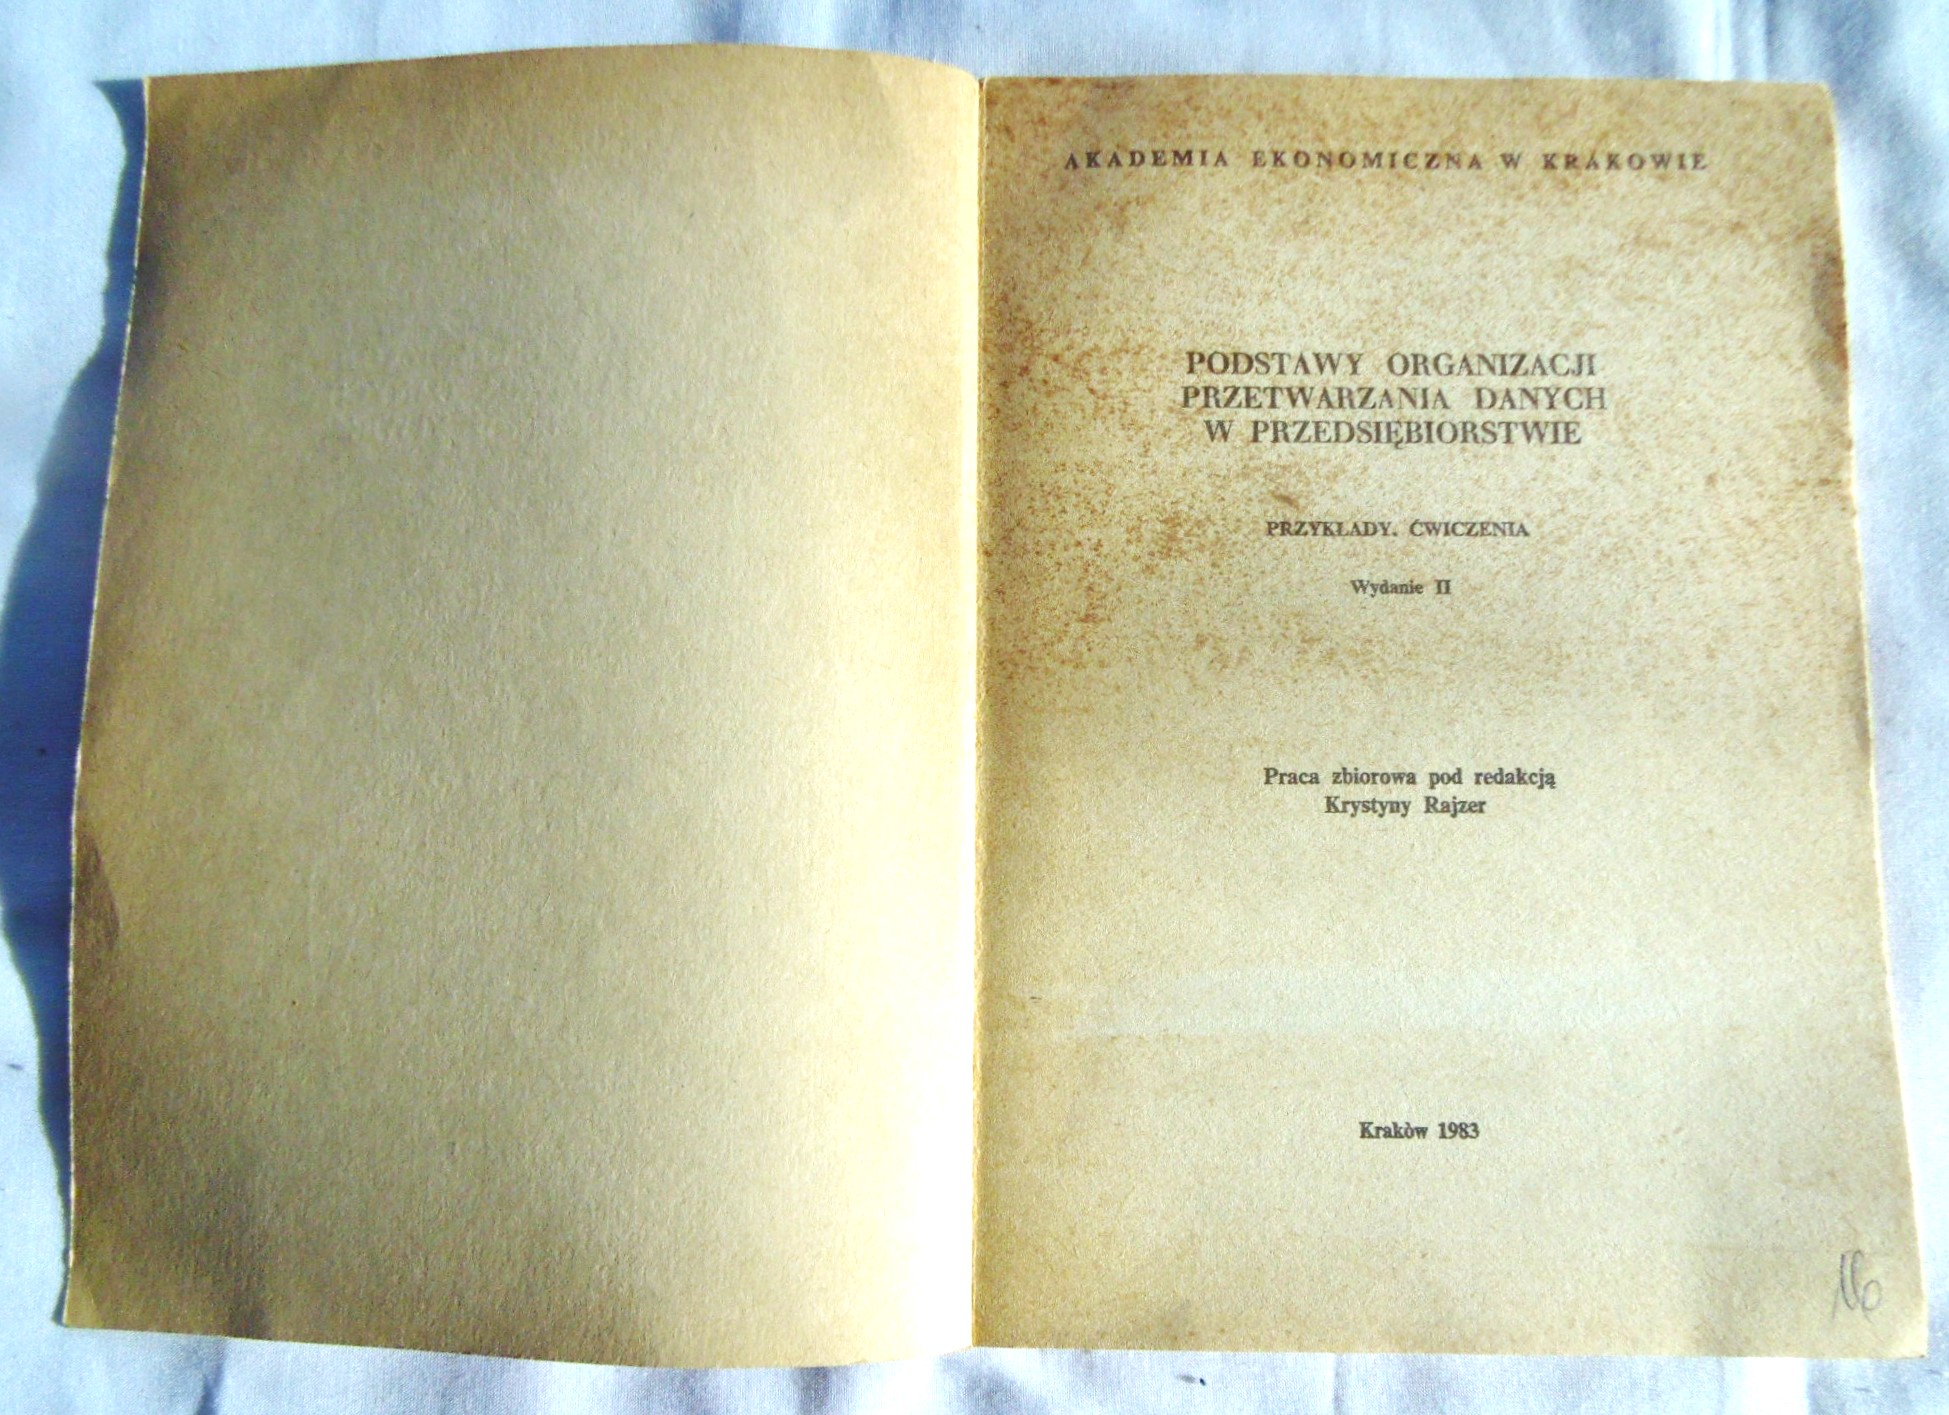 AKADEMIA EKONOMICZNA W KRAKOWIE
PODSTAWY ORGANIZACJI
PRZETWARZANIA DANYCH
W PRZEDSIĘBIORSTWIE
PRZYKŁADY. ĆWICZENIA
Wydanie II
Praca zbiorowa pod redakcją
Krystyny Rajzer
Kraków 1983